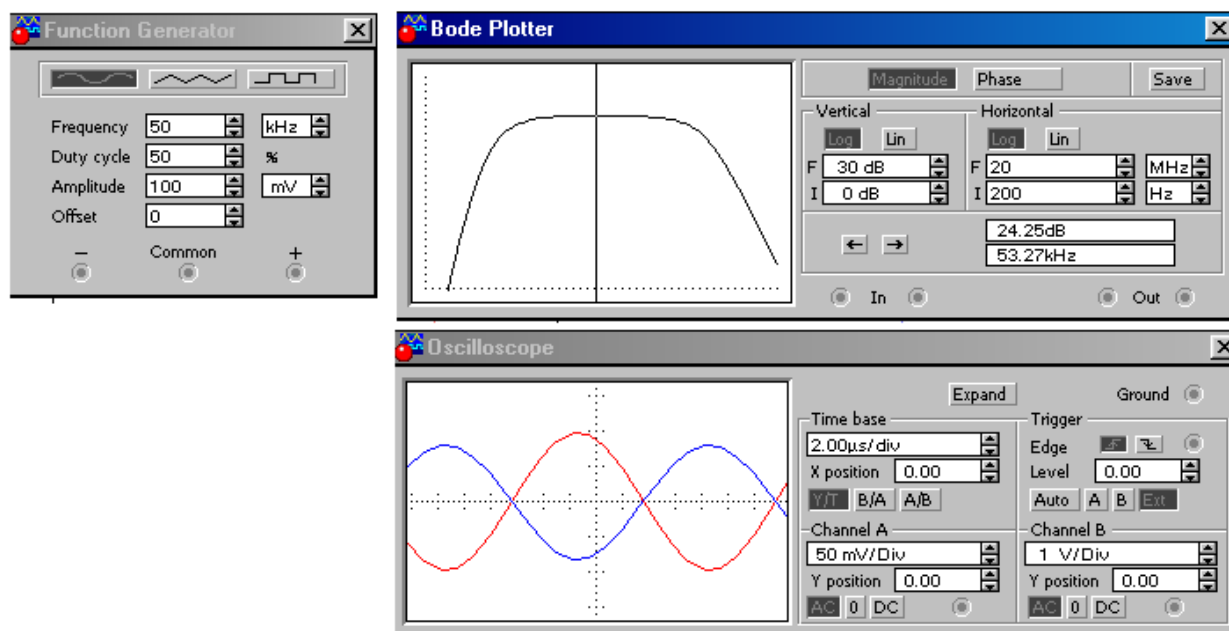 Function Generator
Frequency 50 kHz
Duty cycle 50 %
Amplitude 100 mV
Offset 0
− Common +
Bode Plotter
Magnitude Phase Save
Vertical Horizontal
Log Lin Log Lin
F 30 dB F 20 MHz
I 0 dB I 200 Hz
← → 24.25dB
53.27kHz
In Out
Oscilloscope
Expand Ground
Time base Trigger
2.00µs/div Edge
X position 0.00 Level 0.00
Y/T B/A A/B Auto A B Ext
Channel A Channel B
50 mV/Div 1 V/Div
Y position 0.00 Y position 0.00
AC 0 DC AC 0 DC